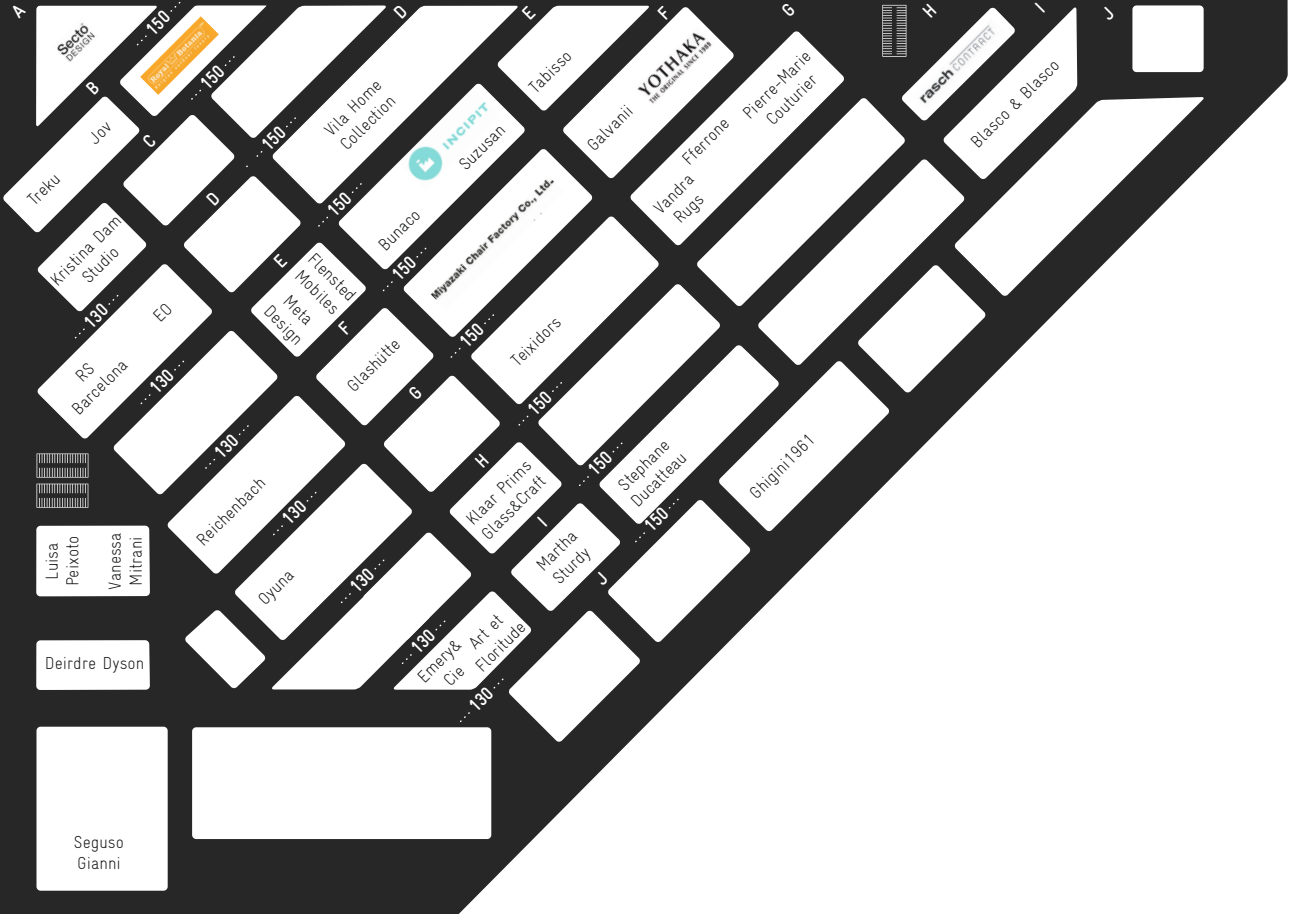 A
Secto
DESIGN
...150...
Royal Botania
B
...150...
Jov
Treku
C
...150...
D
Vila Home
Collection
E
Tabisso
F
YOTHAKA
THE ORIGINAL SINCE 1989
Galvanii
G
Pierre-Marie
Couturier
Fferrone
Vandra
Rugs
H
rasch CONTRACT
I
Blasco & Blasco
J
Kristina Dam
Studio
D
...150...
INCIPIT
Suzusan
Bunaco
E
Flensted
Mobiles
Meta
Design
...150...
Miyazaki Chair Factory Co., Ltd.
...130...
EO
RS
Barcelona
...130...
F
Glashütte
...150...
Teixidors
G
...150...
...130...
Reichenbach
H
Klaar Prims
Glass&Craft
...150...
Stephane
Ducatteau
...150...
Ghigini1961
Luisa
Peixoto
Vanessa
Mitrani
...130...
Oyuna
I
Martha
Sturdy
J
...130...
Deirdre Dyson
...130...
Emery&
Cie
Art et
Floritude
...130...
Seguso
Gianni